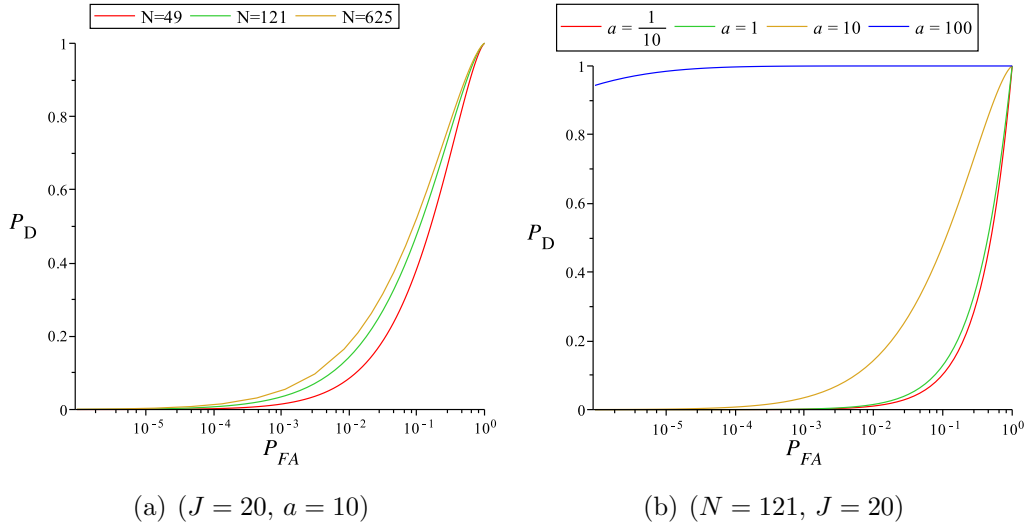 N=49 N=121 N=625
1
0.8
0.6
P_D
0.4
0.2
0
10^-5 10^-4 10^-3 10^-2 10^-1 10^0
P_FA
(a) (J = 20, a = 10)
a = 1/10 a = 1 a = 10 a = 100
1
0.8
0.6
P_D
0.4
0.2
0
10^-5 10^-4 10^-3 10^-2 10^-1 10^0
P_FA
(b) (N = 121, J = 20)